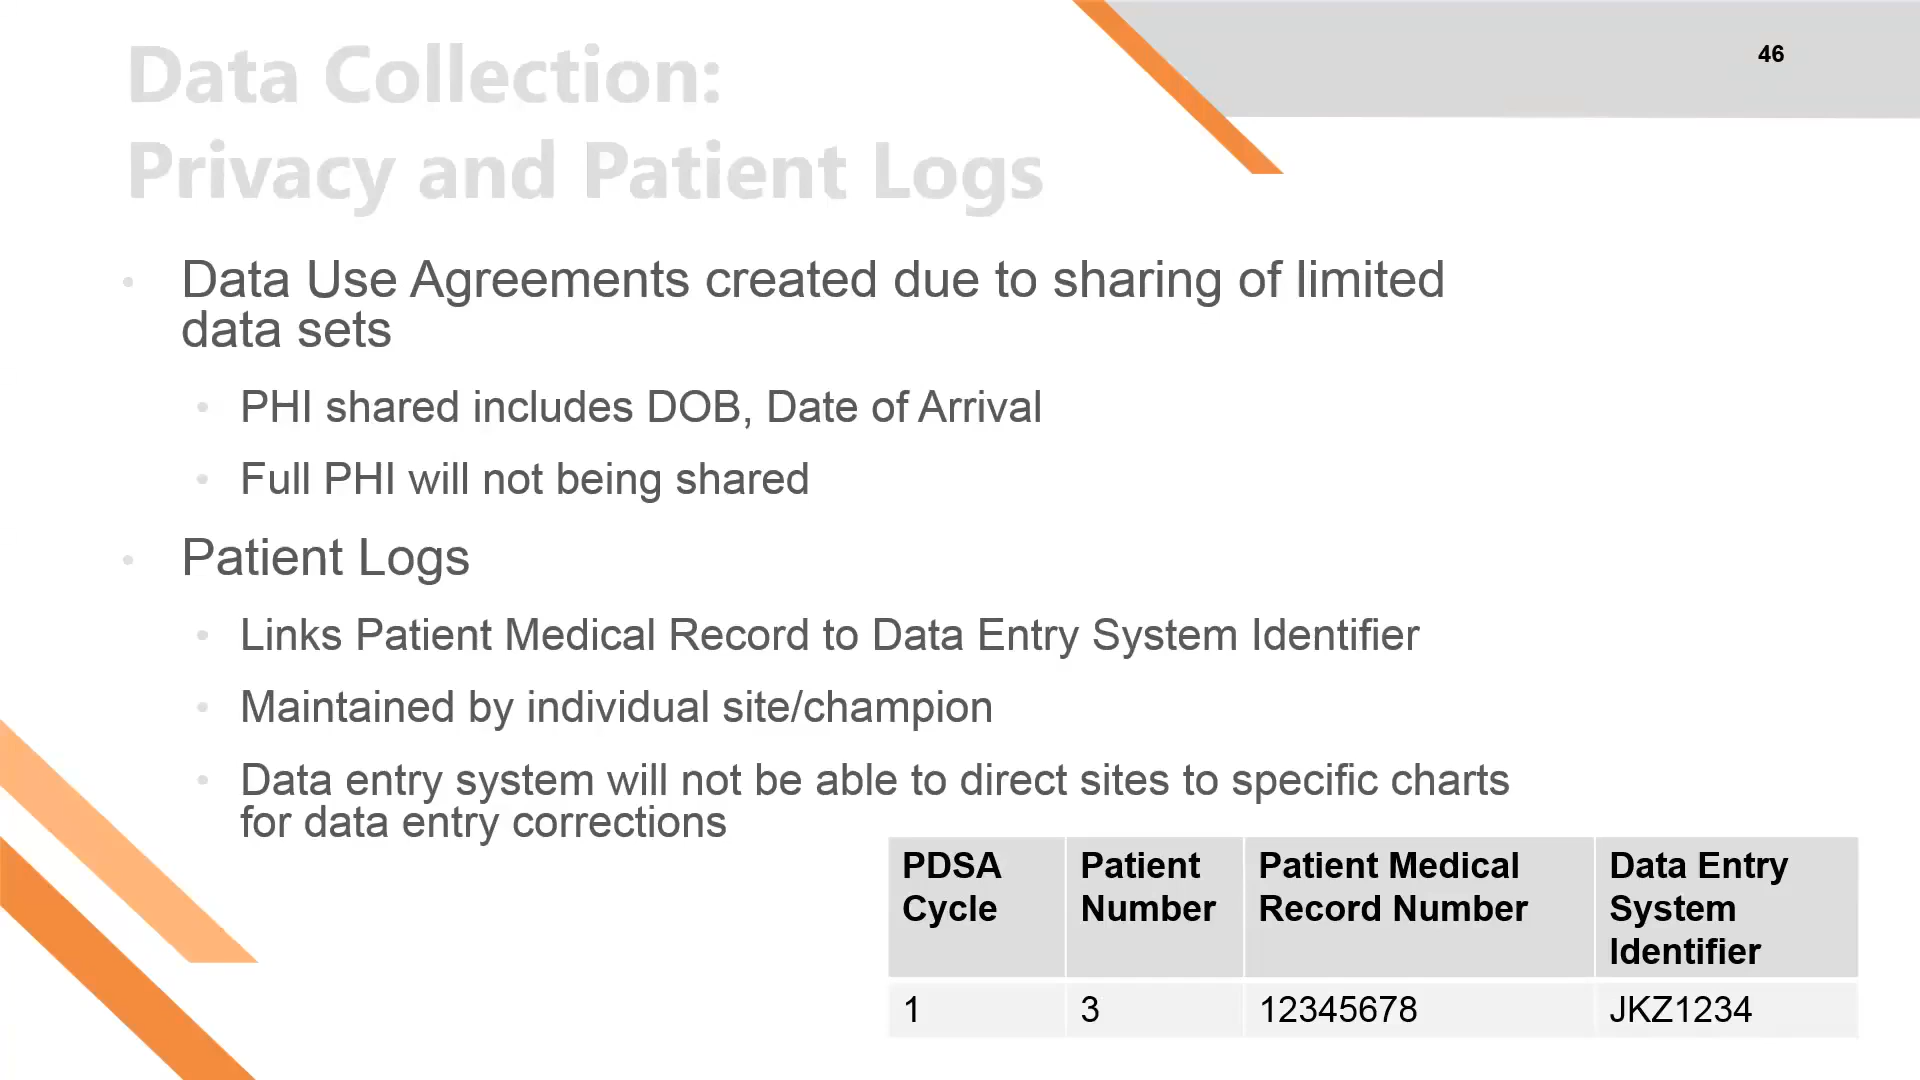 46
Data Collection:
Privacy and Patient Logs
• Data Use Agreements created due to sharing of limited
data sets
• PHI shared includes DOB, Date of Arrival
• Full PHI will not being shared
• Patient Logs
• Links Patient Medical Record to Data Entry System Identifier
• Maintained by individual site/champion
• Data entry system will not be able to direct sites to specific charts
for data entry corrections
PDSA Cycle | Patient Number | Patient Medical Record Number | Data Entry System Identifier
1 | 3 | 12345678 | JKZ1234